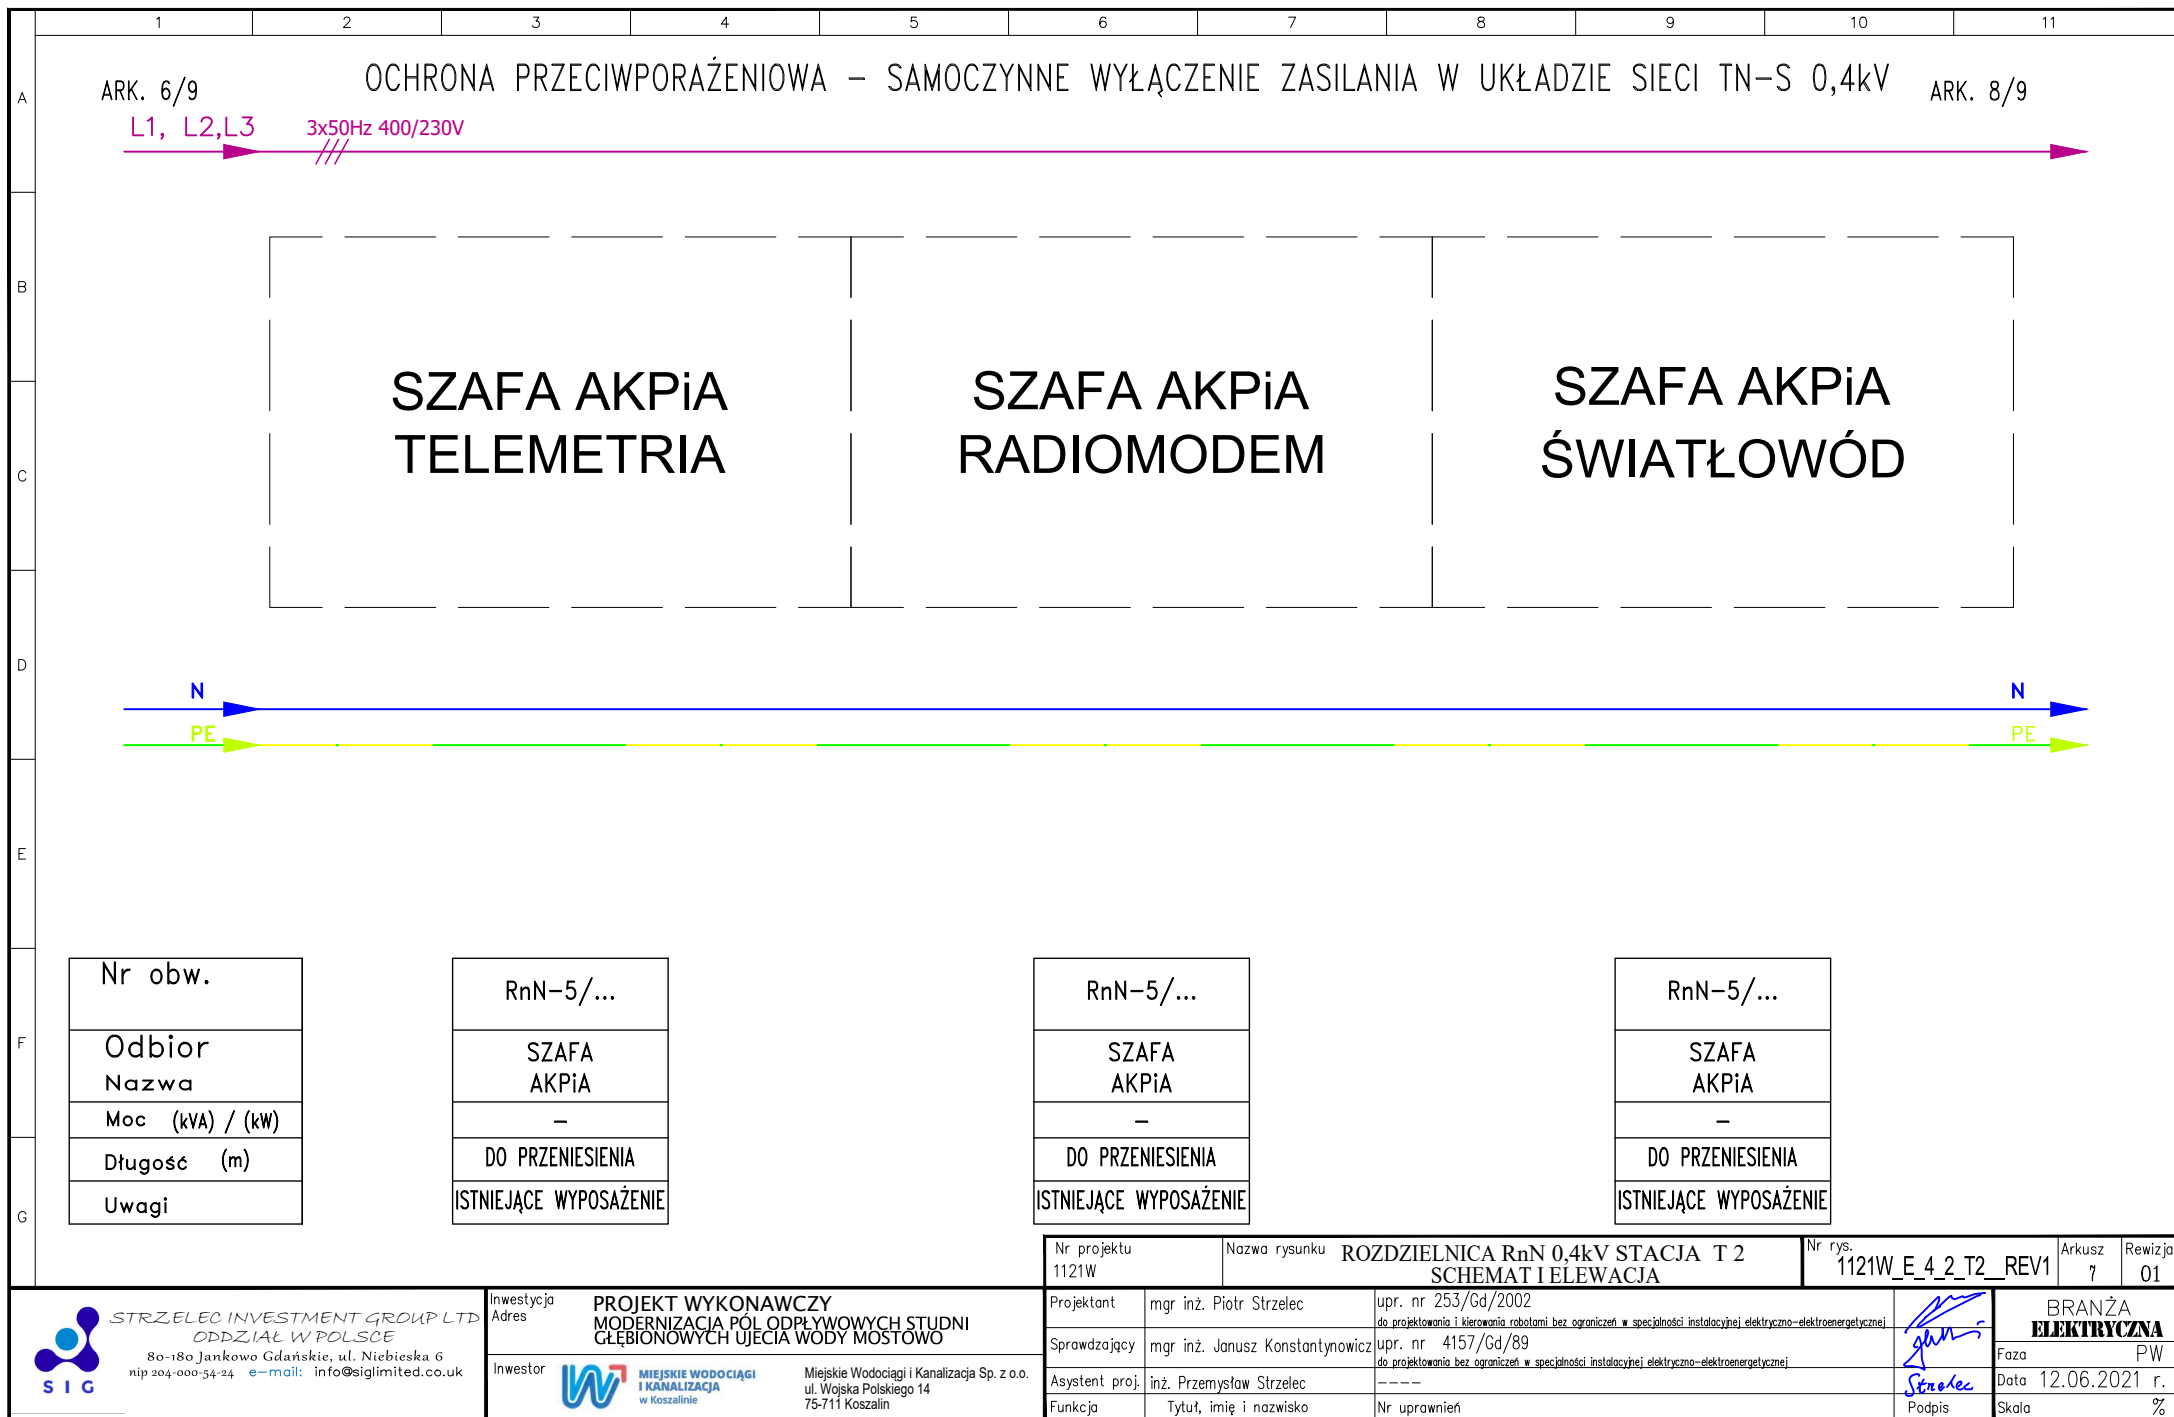 1 2 3 4 5 6 7 8 9 10 11
A
B
C
D
E
F
G
ARK. 6/9
OCHRONA PRZECIWPORAŻENIOWA – SAMOCZYNNE WYŁĄCZENIE ZASILANIA W UKŁADZIE SIECI TN-S 0,4kV
ARK. 8/9
L1, L2,L3
3x50Hz 400/230V
SZAFA AKPiA
TELEMETRIA
SZAFA AKPiA
RADIOMODEM
SZAFA AKPiA
ŚWIATŁOWÓD
N
N
PE
PE
Nr obw.
Odbior
Nazwa
Moc (kVA) / (kW)
Długość (m)
Uwagi
RnN-5/...
SZAFA
AKPiA
–
DO PRZENIESIENIA
ISTNIEJĄCE WYPOSAŻENIE
RnN-5/...
SZAFA
AKPiA
–
DO PRZENIESIENIA
ISTNIEJĄCE WYPOSAŻENIE
RnN-5/...
SZAFA
AKPiA
–
DO PRZENIESIENIA
ISTNIEJĄCE WYPOSAŻENIE
Nr projektu
1121W
Nazwa rysunku
ROZDZIELNICA RnN 0,4kV STACJA T 2
SCHEMAT I ELEWACJA
Nr rys.
1121W_E_4_2_T2__REV1
Arkusz
7
Rewizja
01
SIG
STRZELEC INVESTMENT GROUP LTD
ODDZIAŁ W POLSCE
80-180 Jankowo Gdańskie, ul. Niebieska 6
nip 204-000-54-24 e-mail: info@siglimited.co.uk
Inwestycja
Adres
PROJEKT WYKONAWCZY
MODERNIZACJA PÓL ODPŁYWOWYCH STUDNI
GŁĘBIONOWYCH UJECIA WODY MOSTOWO
Inwestor
MIEJSKIE WODOCIĄGI
I KANALIZACJA
w Koszalinie
Miejskie Wodociągi i Kanalizacja Sp. z o.o.
ul. Wojska Polskiego 14
75-711 Koszalin
Projektant
mgr inż. Piotr Strzelec
upr. nr 253/Gd/2002
do projektowania i kierowania robotami bez ograniczeń w specjalności instalacyjnej elektryczno-elektroenergetycznej
Sprawdzający
mgr inż. Janusz Konstantynowicz
upr. nr 4157/Gd/89
do projektowania bez ograniczeń w specjalności instalacyjnej elektryczno-elektroenergetycznej
Asystent proj.
inż. Przemysław Strzelec
----
Funkcja
Tytuł, imię i nazwisko
Nr uprawnień
Podpis
BRANŻA
ELEKTRYCZNA
Faza PW
Data 12.06.2021 r.
Skala %